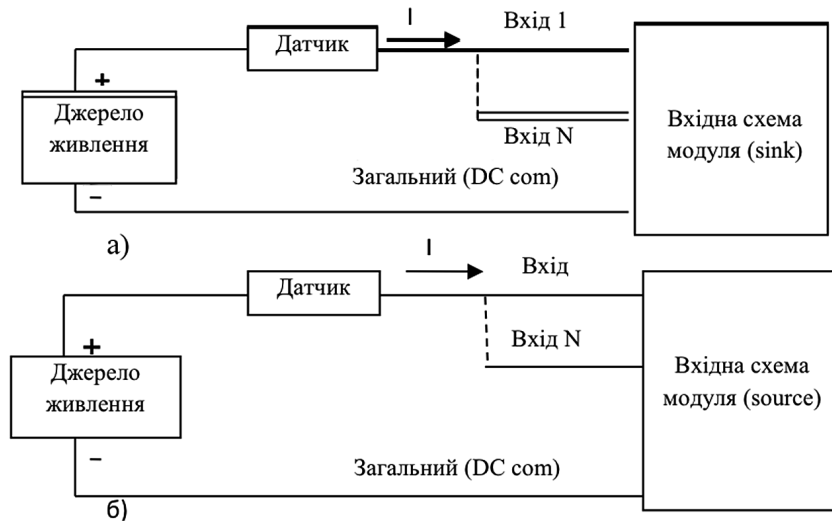 I
Вхід 1
Датчик
+
Джерело
живлення
Вхід N
Вхідна схема
модуля (sink)
Загальний (DC com)
–
а)
I
Вхід
Датчик
Вхід N
+
Джерело
живлення
Вхідна схема
модуля (source)
–
Загальний (DC com)
б)